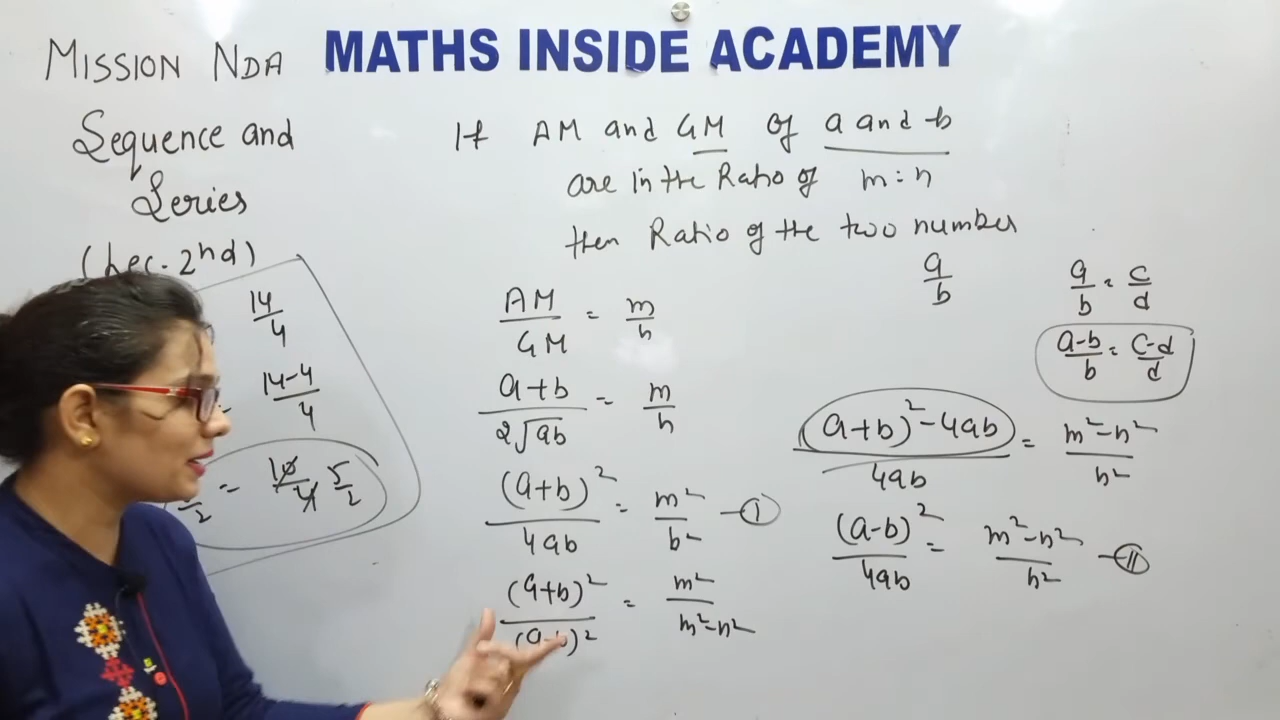 MATHS INSIDE ACADEMY
MISSION NDA
Sequence and
Series
(Lec. 2nd)
If AM and GM of a and b
are in the Ratio of m:n
then Ratio of the two number
a/b
a/b = c/d
a-b/b = c-d/d
14/4
14-4/4
= 10/4 5/2
AM/GM = m/n
a+b/2√ab = m/n
(a+b)²/4ab = m²/b² -①
(a+b)²/(a-b)² = m²/m²-n²
(a+b)²-4ab/4ab = m²-n²/n²
(a-b)²/4ab = m²-n²/n² -⑪